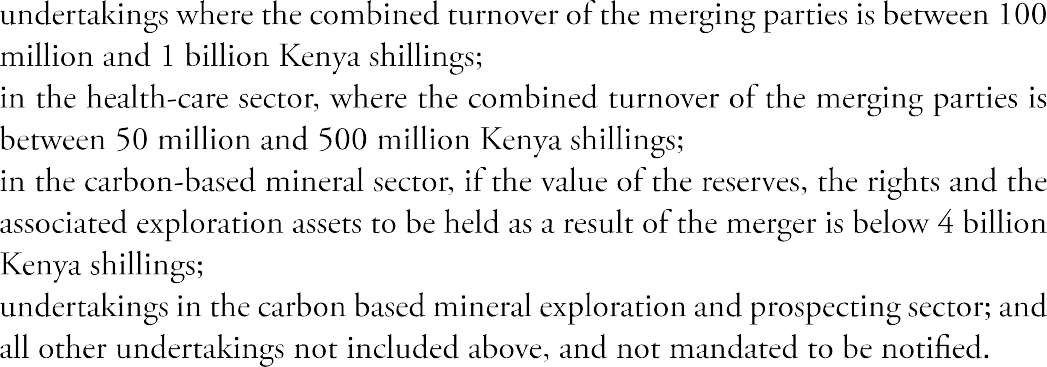 undertakings where the combined turnover of the merging parties is between 100
million and 1 billion Kenya shillings;
in the health-care sector, where the combined turnover of the merging parties is
between 50 million and 500 million Kenya shillings;
in the carbon-based mineral sector, if the value of the reserves, the rights and the
associated exploration assets to be held as a result of the merger is below 4 billion
Kenya shillings;
undertakings in the carbon based mineral exploration and prospecting sector; and
all other undertakings not included above, and not mandated to be notified.